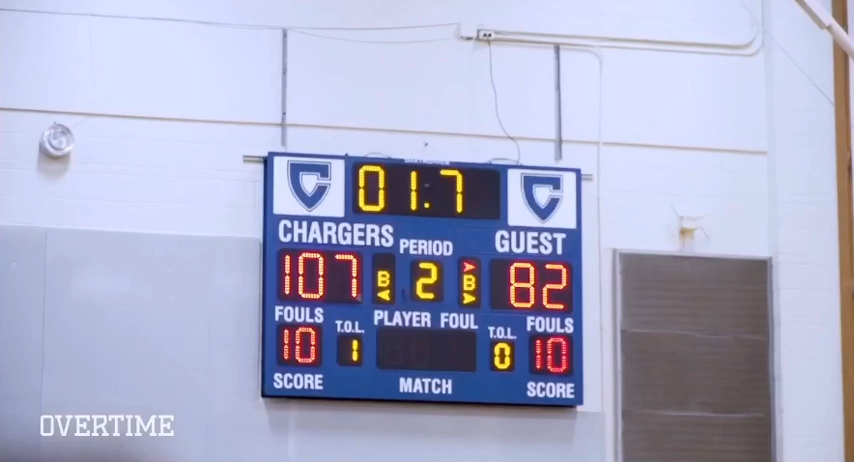 C 01.7 C
CHARGERS PERIOD GUEST
107 B 2 B 82
FOULS PLAYER FOUL FOULS
10 T.O.L. 1 T.O.L. 0 10
SCORE MATCH SCORE
OVERTIME